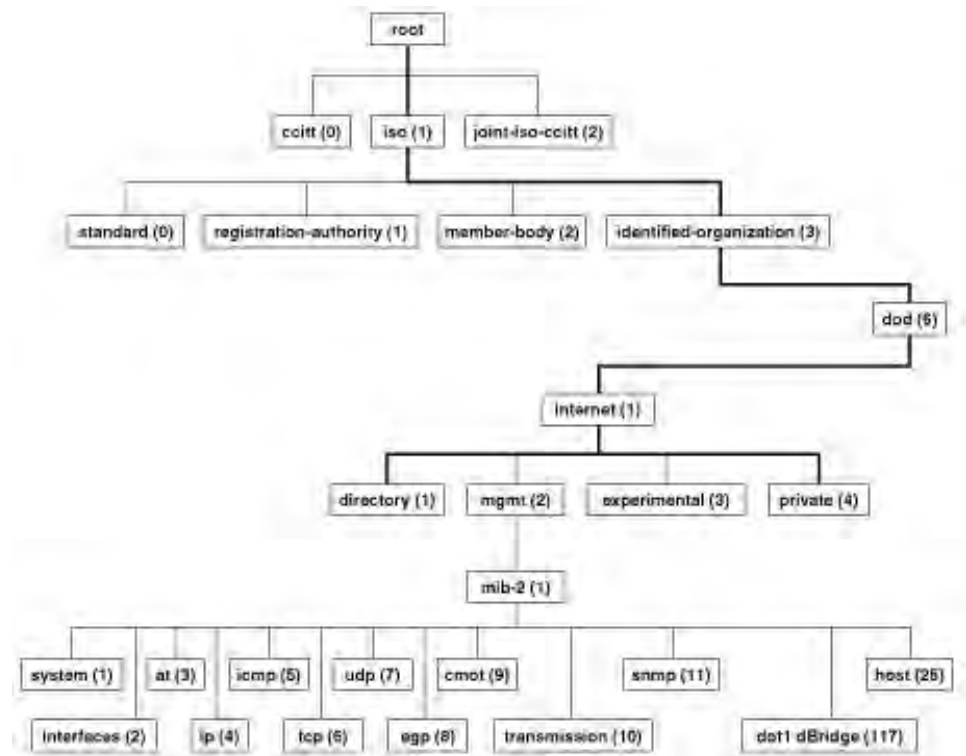 root
ccitt (0) iso (1) joint-iso-ccitt (2)
standard (0) registration-authority (1) member-body (2) identified-organization (3)
dod (6)
internet (1)
directory (1) mgmt (2) experimental (3) private (4)
mib-2 (1)
system (1) at (3) icmp (5) udp (7) cmot (9) snmp (11) host (25)
interfaces (2) ip (4) tcp (6) egp (8) transmission (10) dot1 dBridge (117)